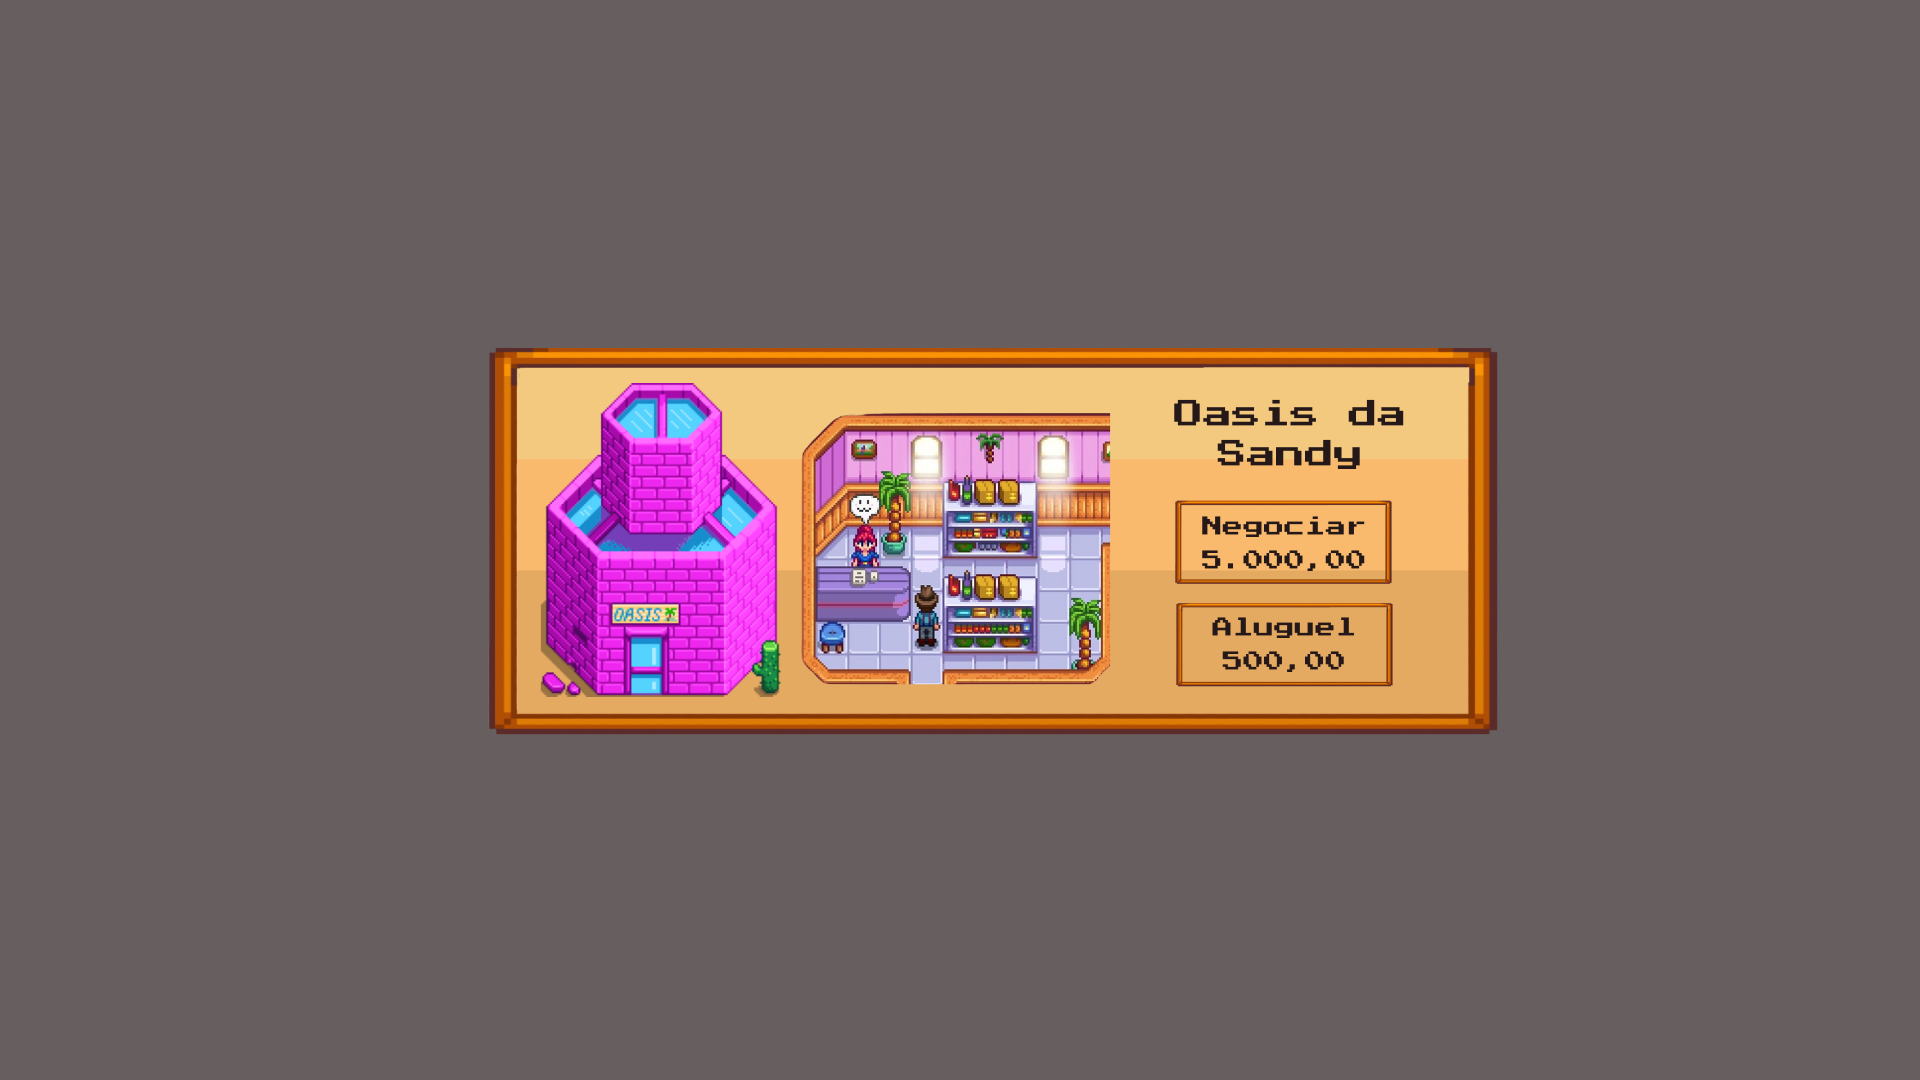 OASIS
Oasis da
Sandy
Negociar
5.000,00
Aluguel
500,00